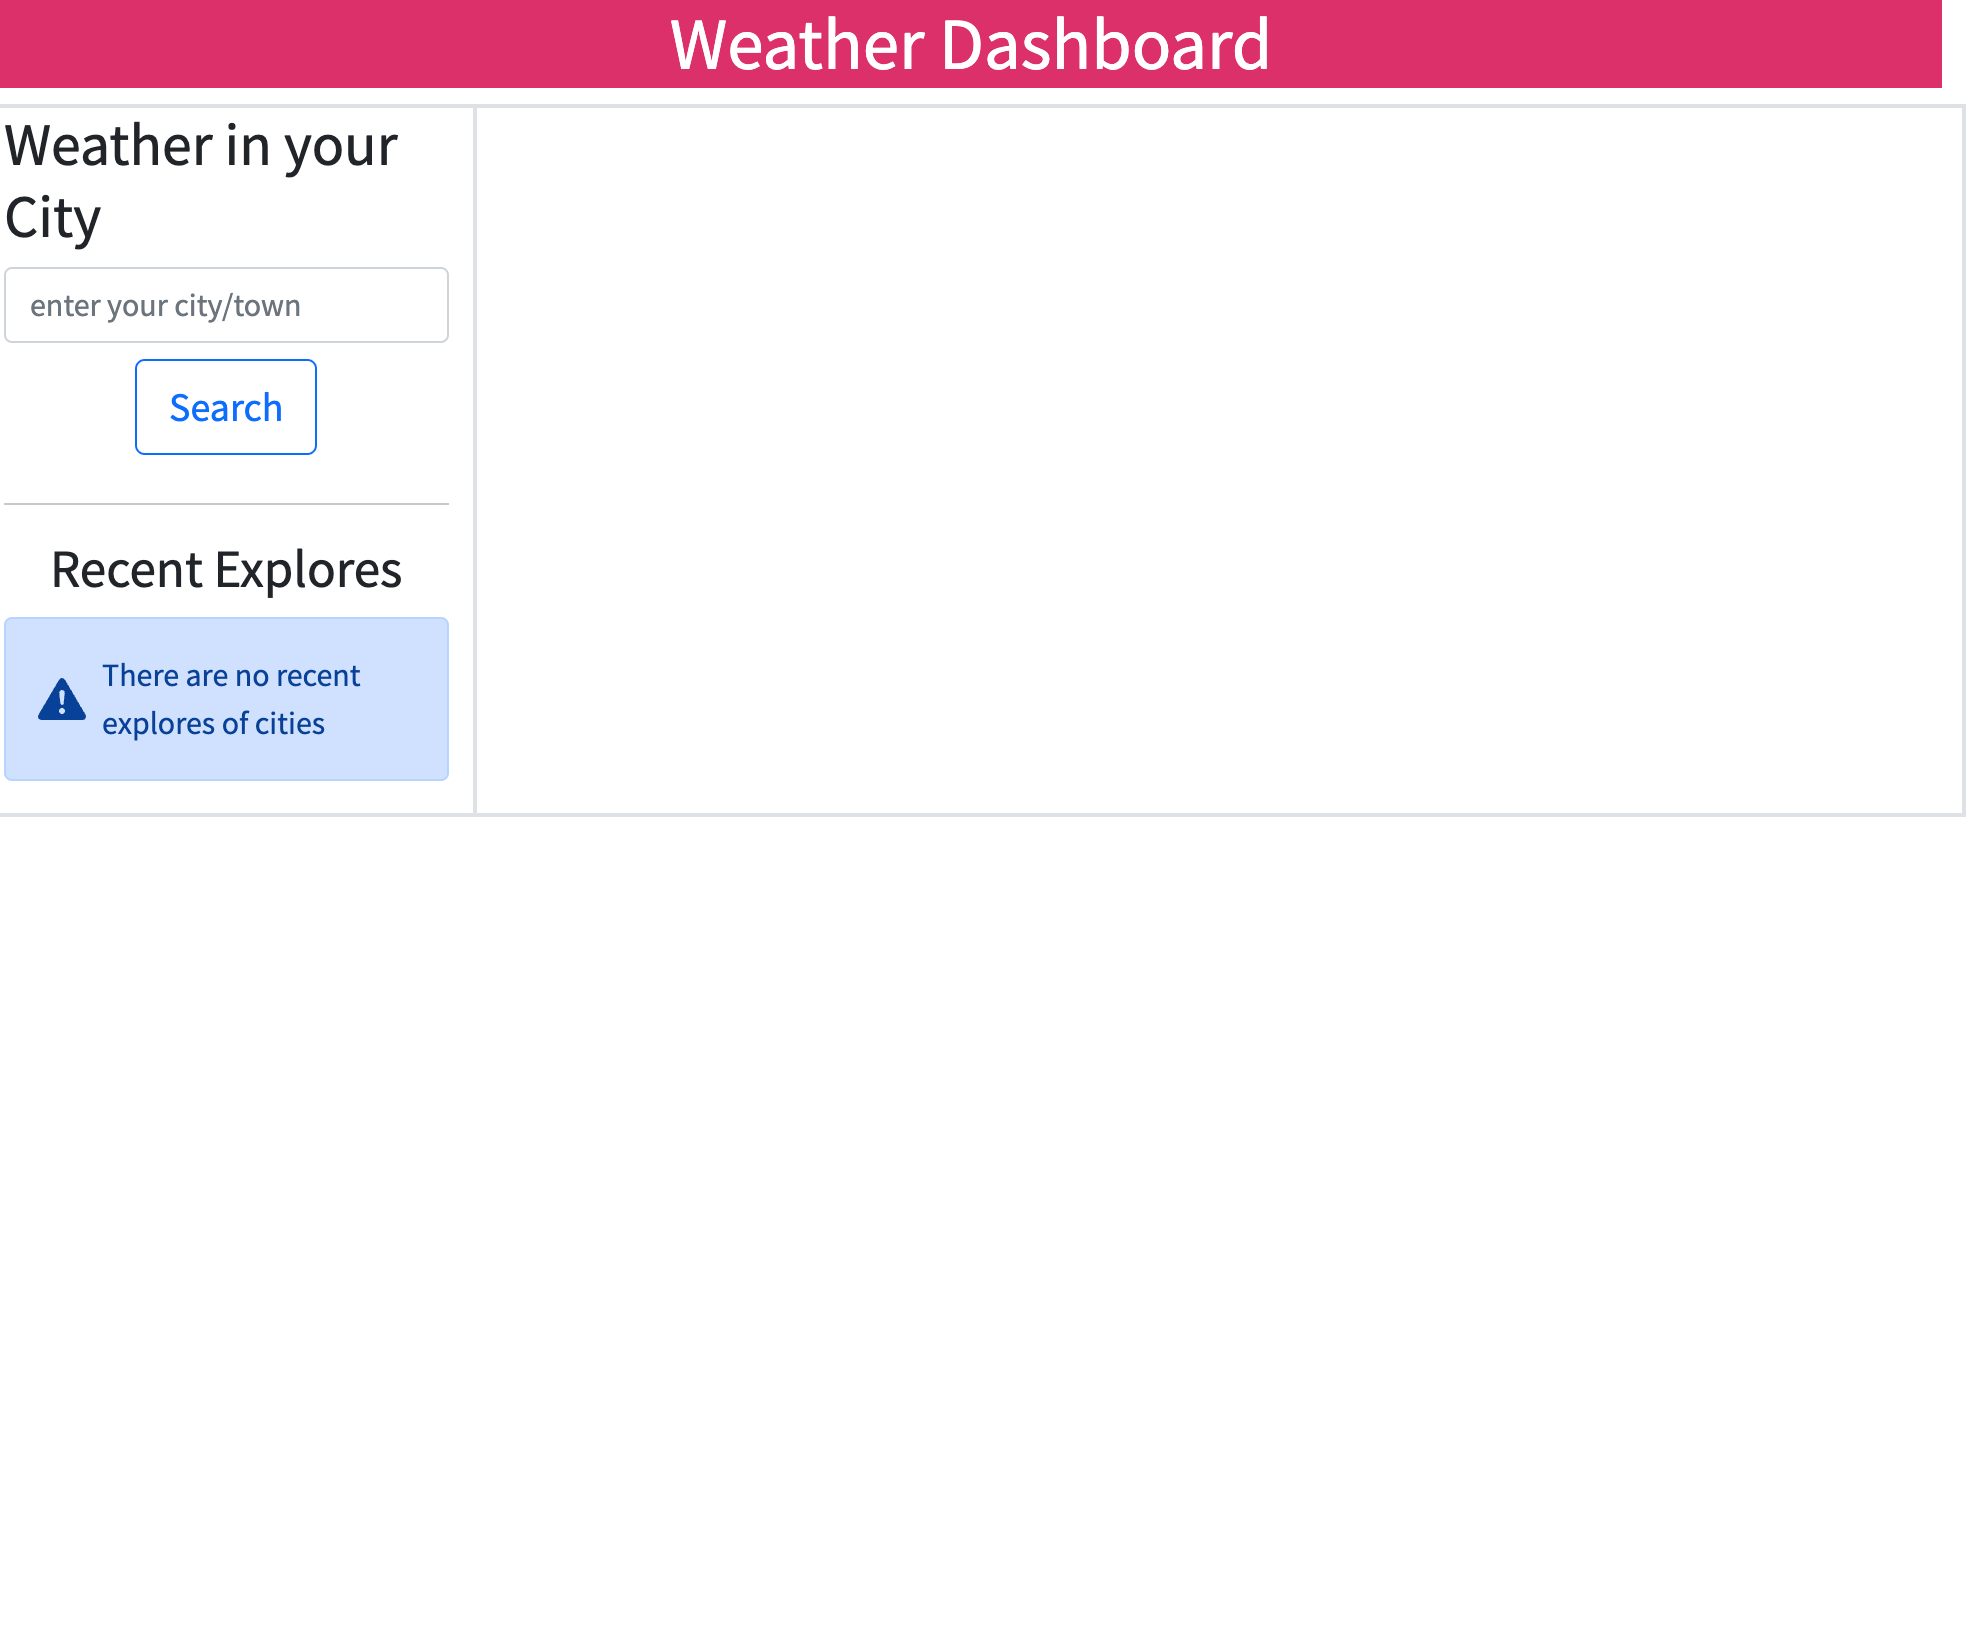 Weather Dashboard
Weather in your
City
enter your city/town
Search
Recent Explores
There are no recent
explores of cities